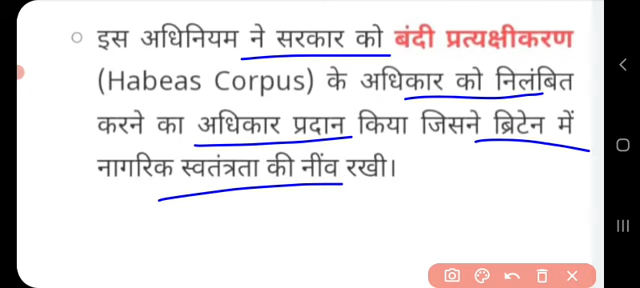 इस अधिनियम ने सरकार को बंदी प्रत्यक्षीकरण
(Habeas Corpus) के अधिकार को निलंबित
करने का अधिकार प्रदान किया जिसने ब्रिटेन में
नागरिक स्वतंत्रता की नींव रखी।